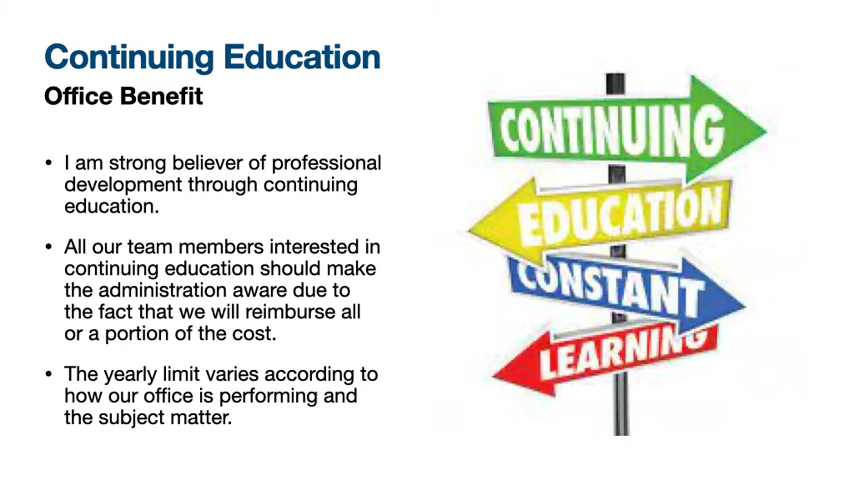 Continuing Education
Office Benefit
• I am strong believer of professional
development through continuing
education.
• All our team members interested in
continuing education should make
the administration aware due to
the fact that we will reimburse all
or a portion of the cost.
• The yearly limit varies according to
how our office is performing and
the subject matter.
CONTINUING
EDUCATION
CONSTANT
LEARNING